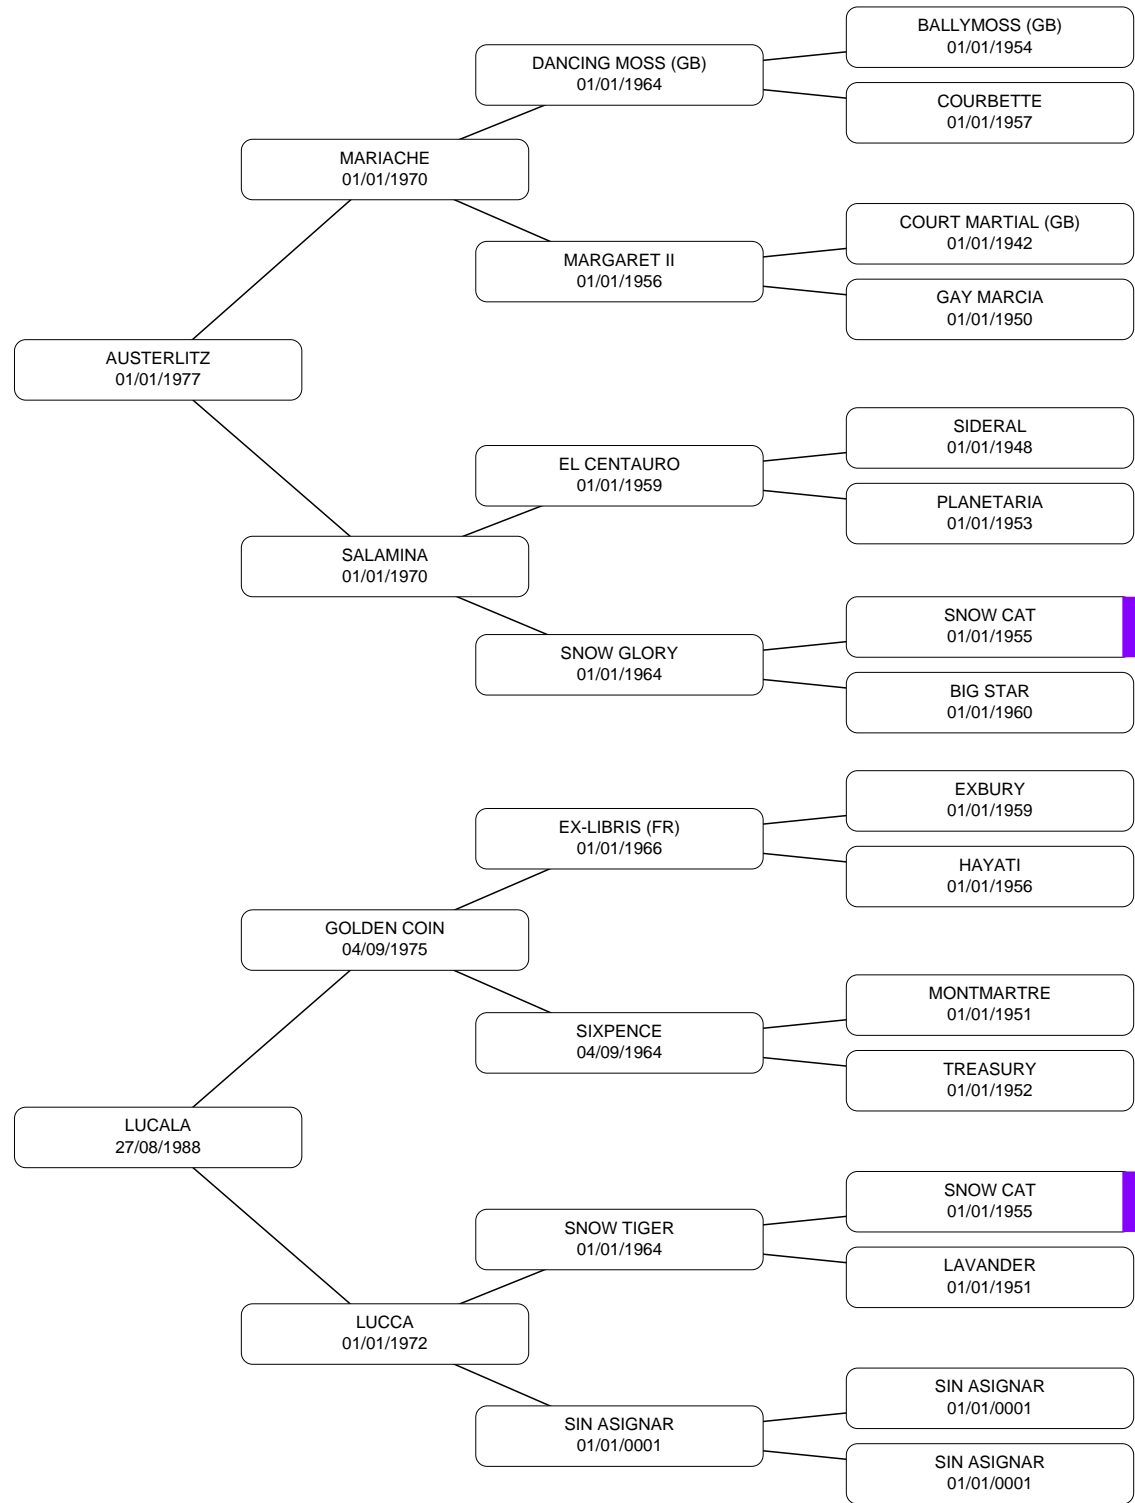 BALLYMOSS (GB)
01/01/1954
DANCING MOSS (GB)
01/01/1964
COURBETTE
01/01/1957
MARIACHE
01/01/1970
COURT MARTIAL (GB)
01/01/1942
MARGARET II
01/01/1956
GAY MARCIA
01/01/1950
AUSTERLITZ
01/01/1977
SIDERAL
01/01/1948
EL CENTAURO
01/01/1959
PLANETARIA
01/01/1953
SALAMINA
01/01/1970
SNOW CAT
01/01/1955
SNOW GLORY
01/01/1964
BIG STAR
01/01/1960
EXBURY
01/01/1959
EX-LIBRIS (FR)
01/01/1966
HAYATI
01/01/1956
GOLDEN COIN
04/09/1975
MONTMARTRE
01/01/1951
SIXPENCE
04/09/1964
TREASURY
01/01/1952
LUCALA
27/08/1988
SNOW CAT
01/01/1955
SNOW TIGER
01/01/1964
LAVANDER
01/01/1951
LUCCA
01/01/1972
SIN ASIGNAR
01/01/0001
SIN ASIGNAR
01/01/0001
SIN ASIGNAR
01/01/0001